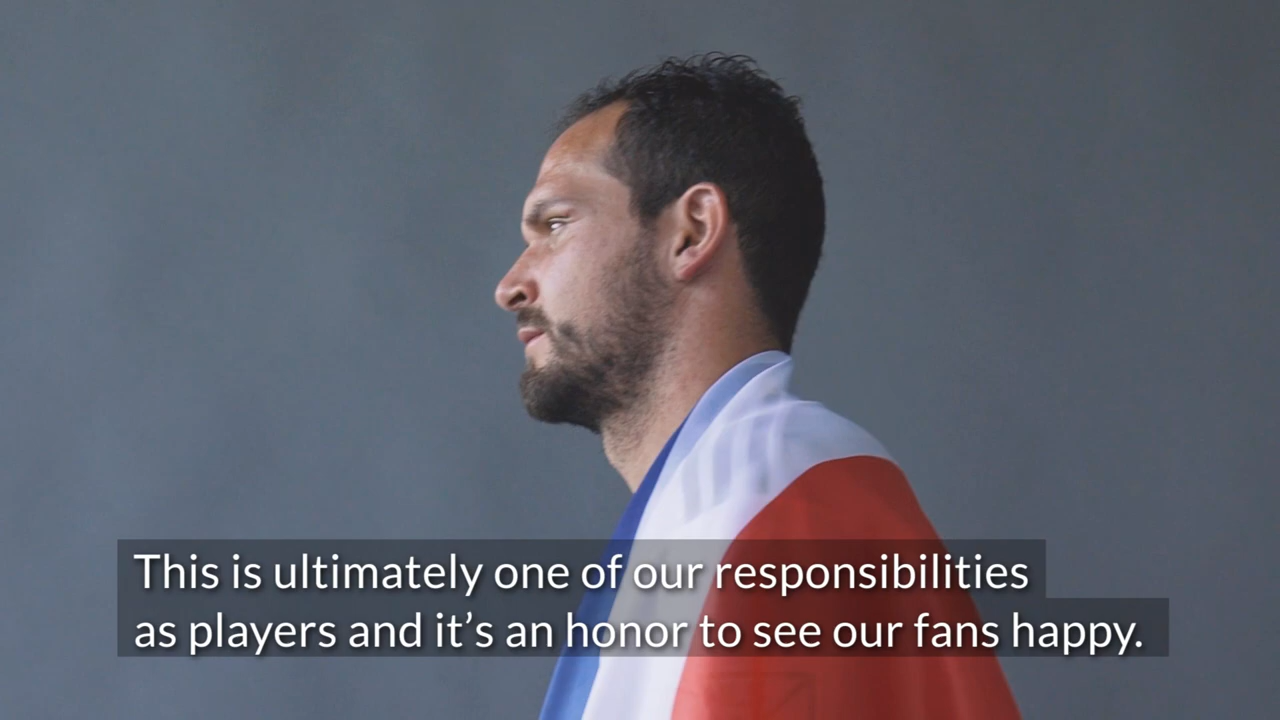 This is ultimately one of our responsibilities
as players and it’s an honor to see our fans happy.